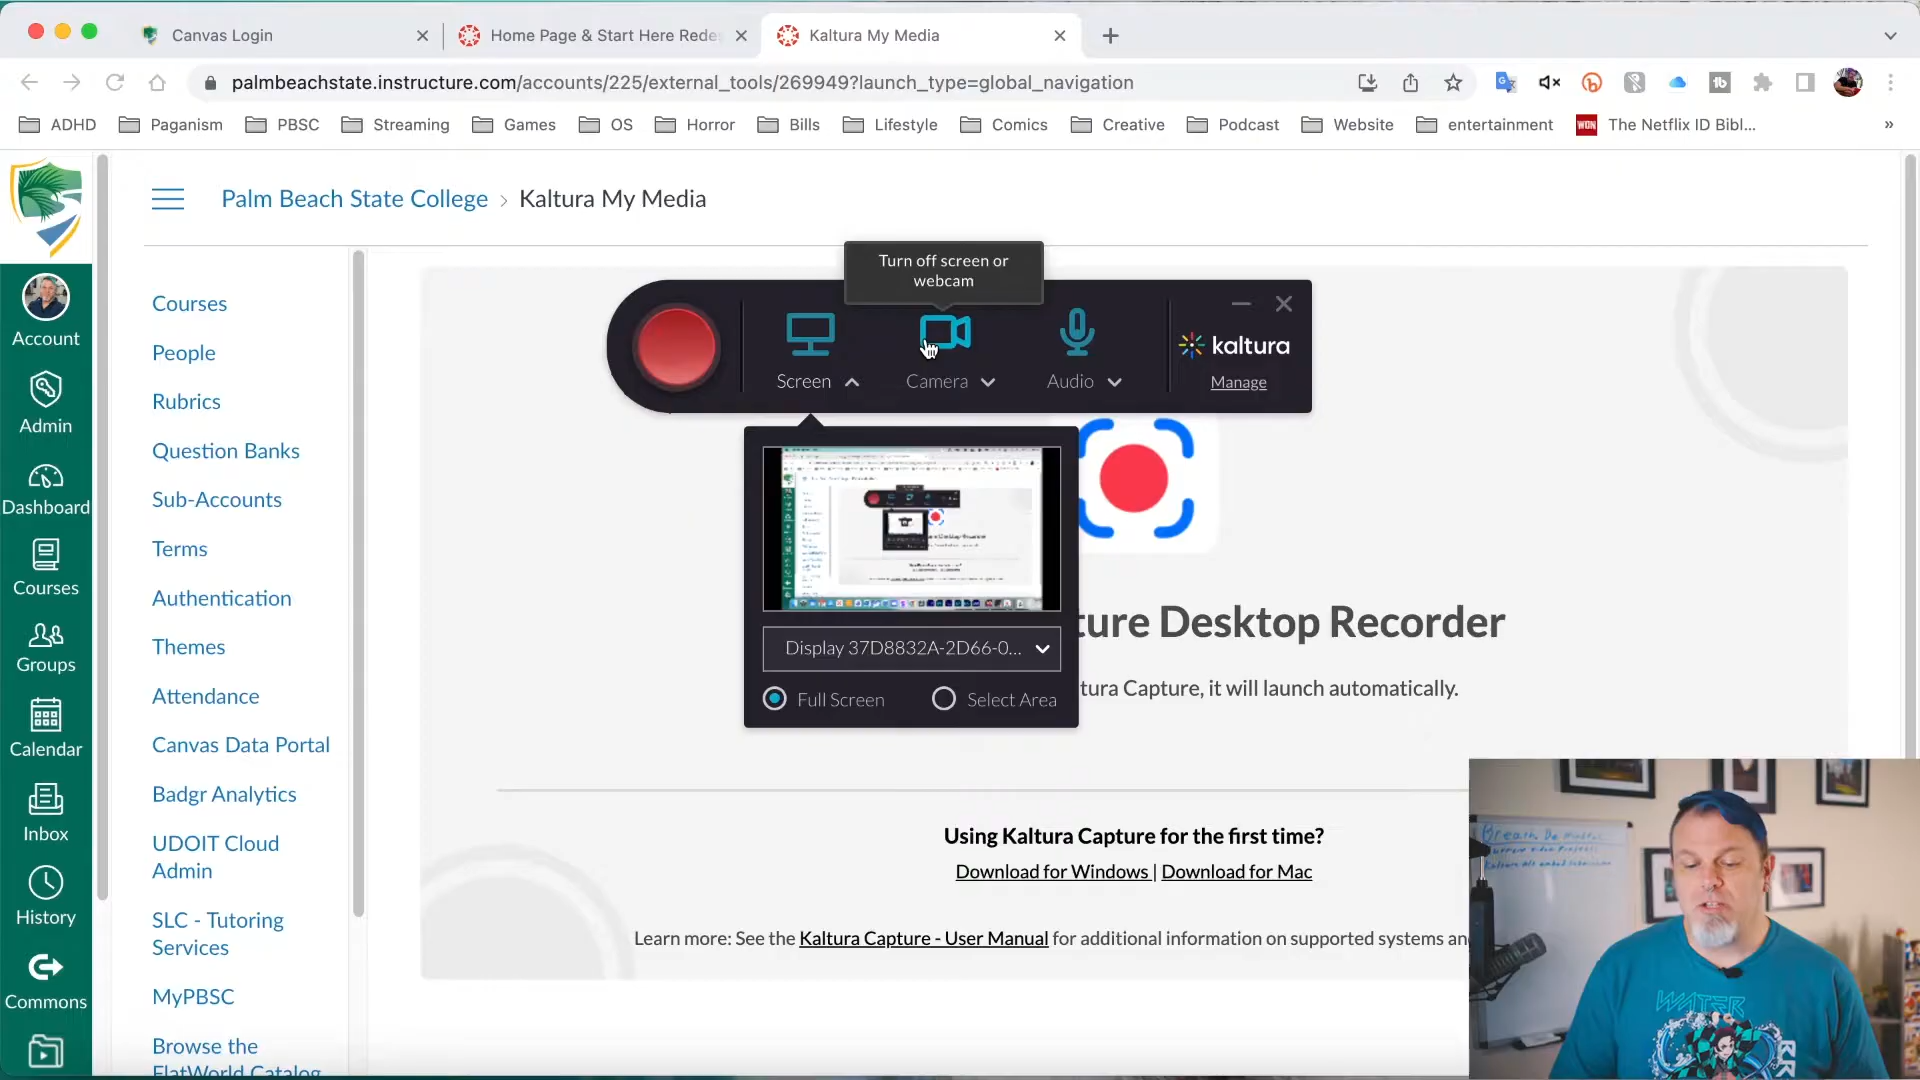 Canvas Login
Home Page & Start Here Rede
Kaltura My Media
palmbeachstate.instructure.com/accounts/225/external_tools/269949?launch_type=global_navigation
ADHD
Paganism
PBSC
Streaming
Games
OS
Horror
Bills
Lifestyle
Comics
Creative
Podcast
Website
entertainment
The Netflix ID Bibl...
»
Palm Beach State College › Kaltura My Media
Account
Admin
Dashboard
Courses
Groups
Calendar
Inbox
History
Commons
Courses
People
Rubrics
Question Banks
Sub-Accounts
Terms
Authentication
Themes
Attendance
Canvas Data Portal
Badgr Analytics
UDOIT Cloud
Admin
SLC - Tutoring
Services
MyPBSC
Browse the
FlatWorld Catalog
Turn off screen or
webcam
Screen
Camera
Audio
kaltura
Manage
Display 37D8832A-2D66-0...
Full Screen
Select Area
ture Desktop Recorder
tura Capture, it will launch automatically.
Using Kaltura Capture for the first time?
Download for Windows | Download for Mac
Learn more: See the Kaltura Capture - User Manual for additional information on supported systems an
WATER